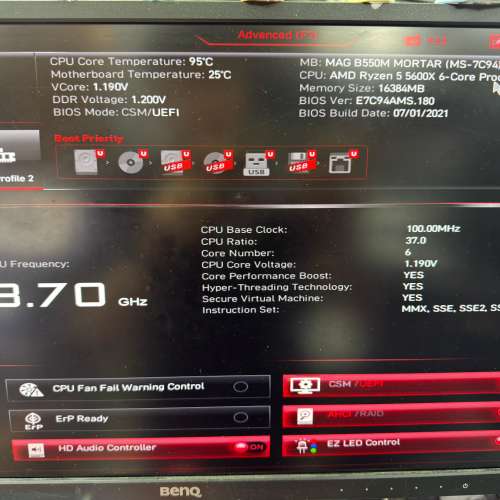 Advanced (F7)
CPU Core Temperature: 95°C
Motherboard Temperature: 25°C
VCore: 1.190V
DDR Voltage: 1.200V
BIOS Mode: CSM/UEFI
MB: MAG B550M MORTAR (MS-7C94)
CPU: AMD Ryzen 5 5600X 6-Core Proc
Memory Size: 16384MB
BIOS Ver: E7C94AMS.180
BIOS Build Date: 07/01/2021
Boot Priority
U U U U U U U
USB USB USB USB
rofile 2
U Frequency:
3.70 GHz
CPU Base Clock: 100.00MHz
CPU Ratio: 37.0
Core Number: 6
CPU Core Voltage: 1.190V
Core Performance Boost: YES
Hyper-Threading Technology: YES
Secure Virtual Machine: YES
Instruction Set: MMX, SSE, SSE2, SS
CPU Fan Fail Warning Control
CSM /UEFI
ErP
ErP Ready
AHCI /RAID
HD Audio Controller ON
EZ LED Control
BenQ